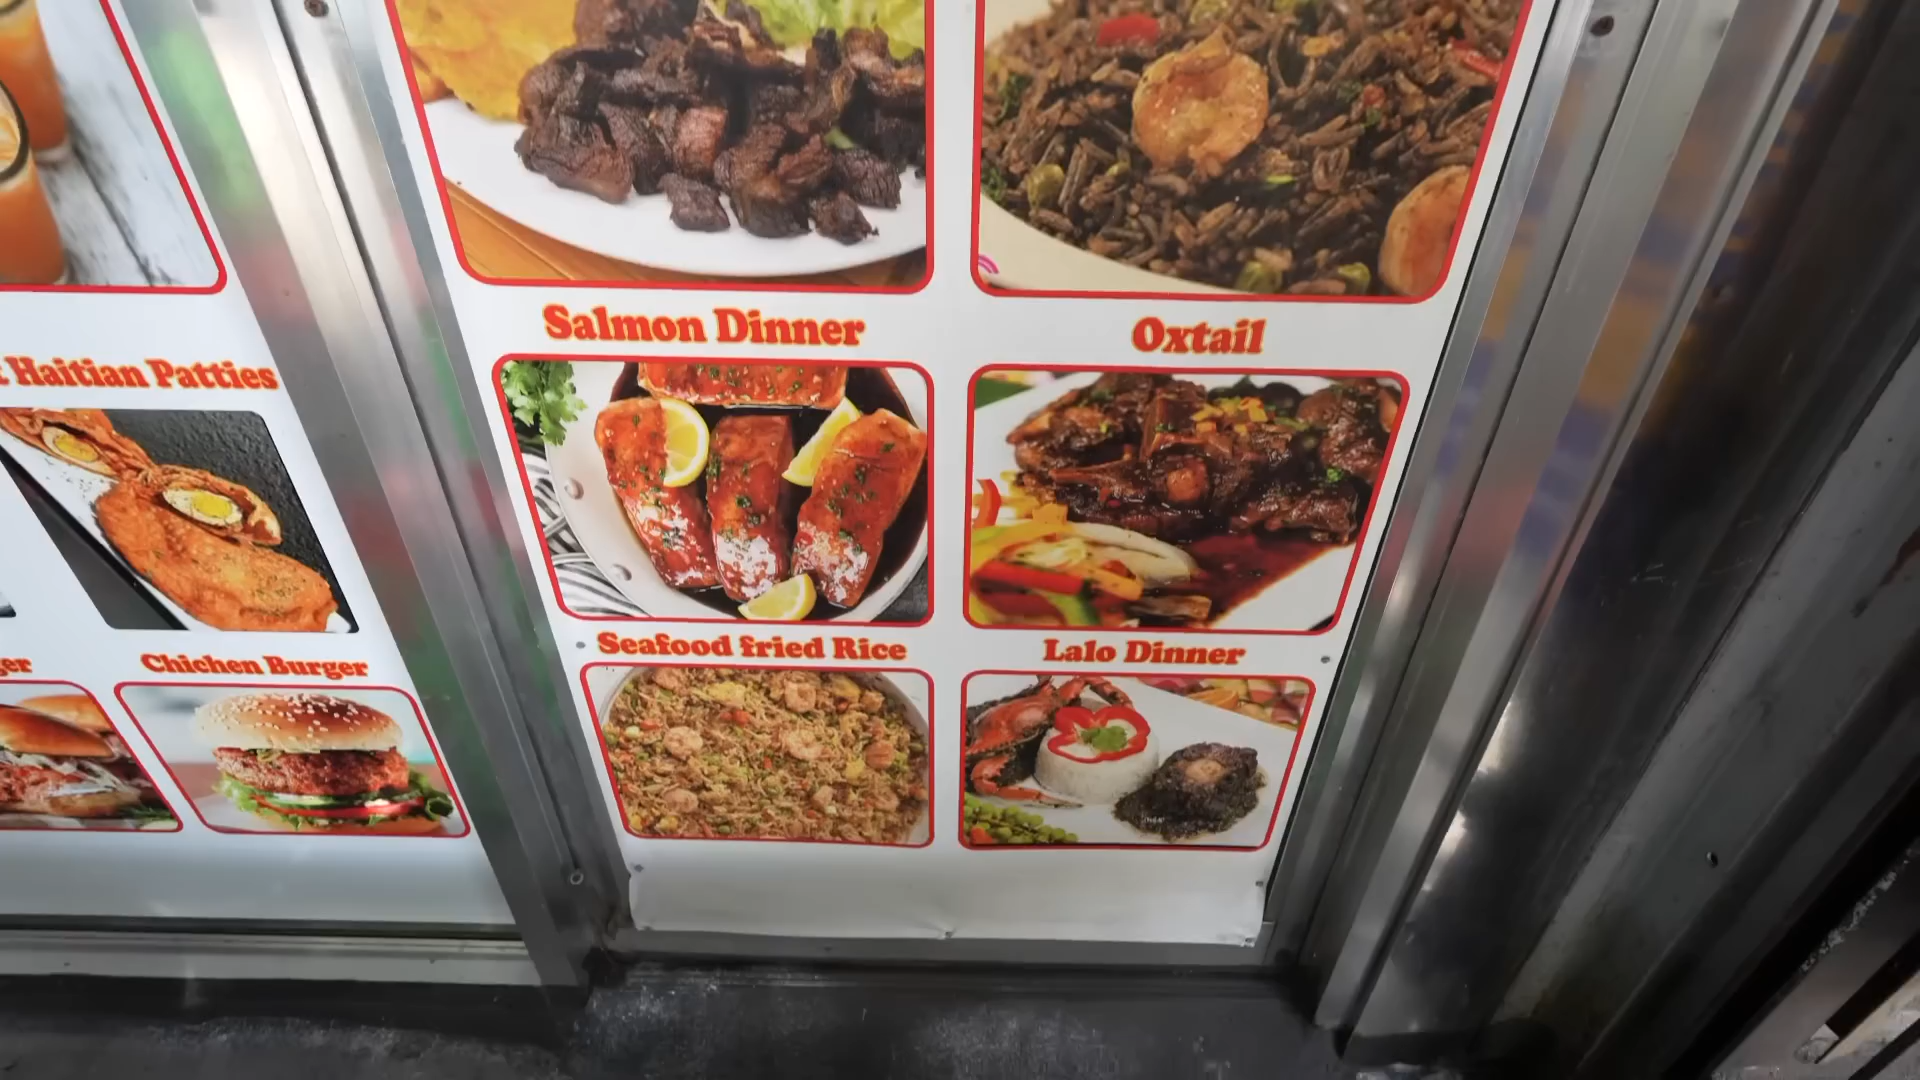 Salmon Dinner
Oxtail
Haitian Patties
Seafood fried Rice
Lalo Dinner
Chichen Burger